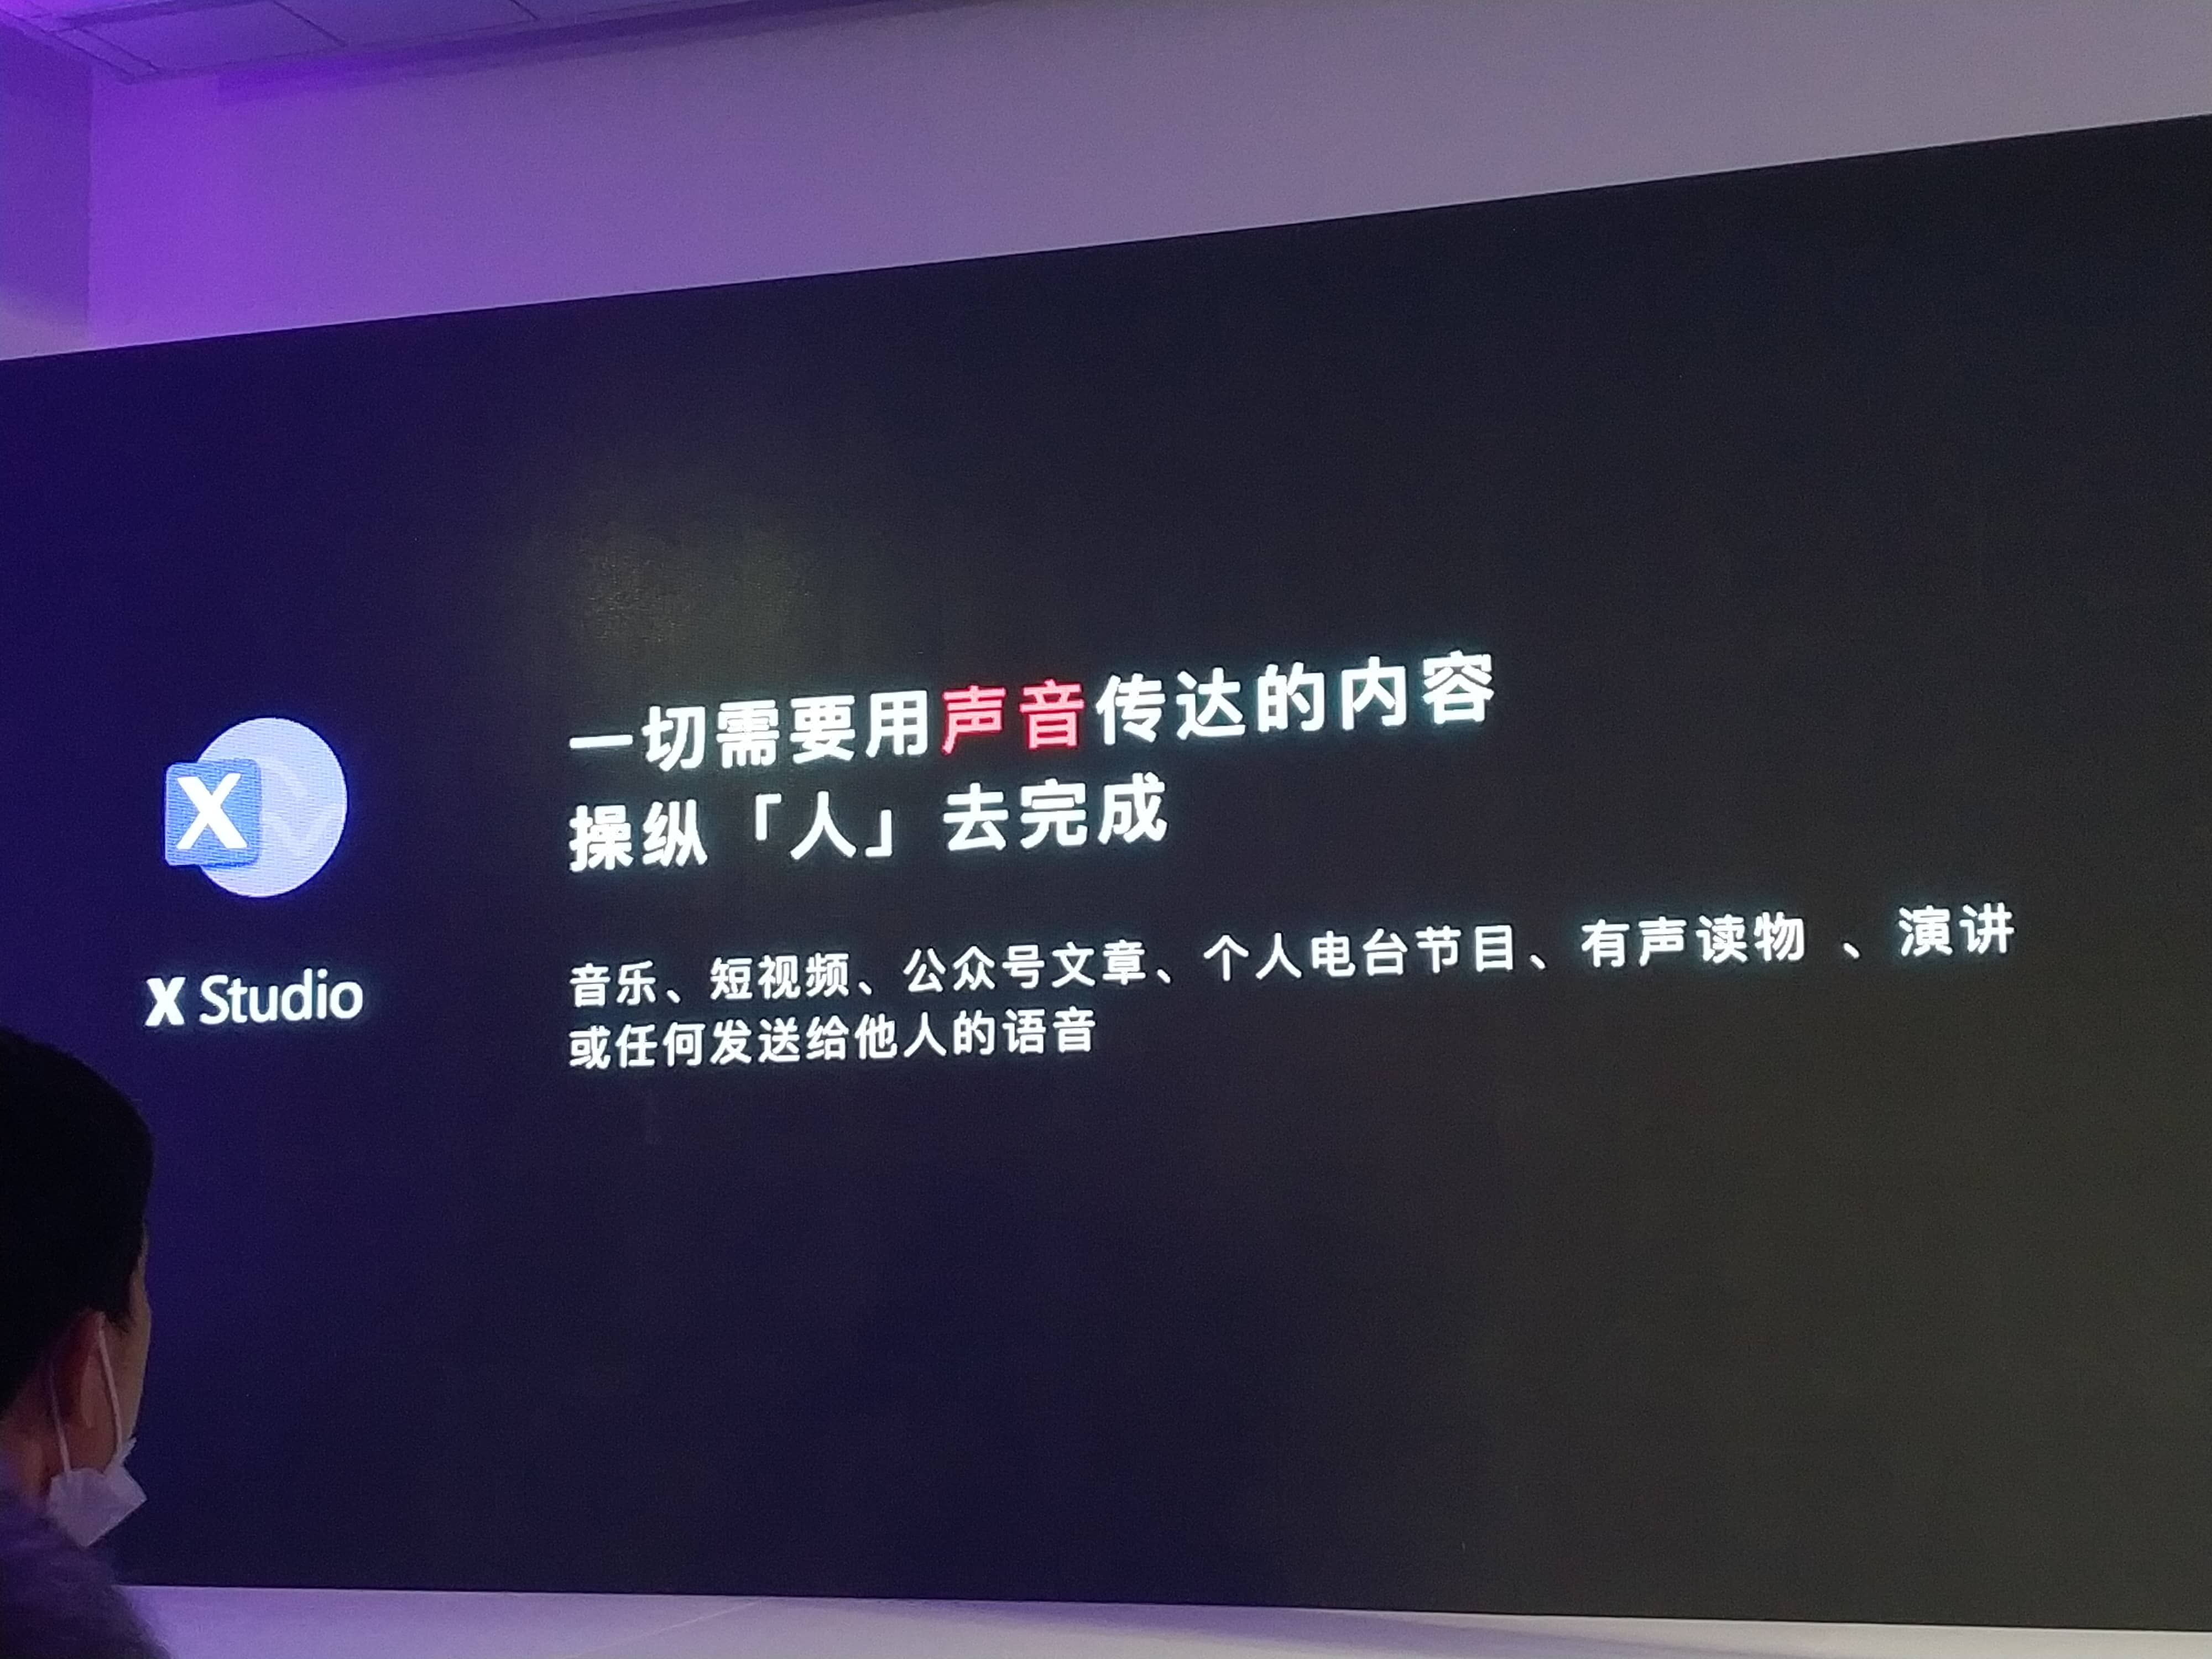 一切需要用声音传达的内容
操纵「人」去完成
音乐、短视频、公众号文章、个人电台节目、有声读物 、演讲
或任何发送给他人的语音
X
X Studio